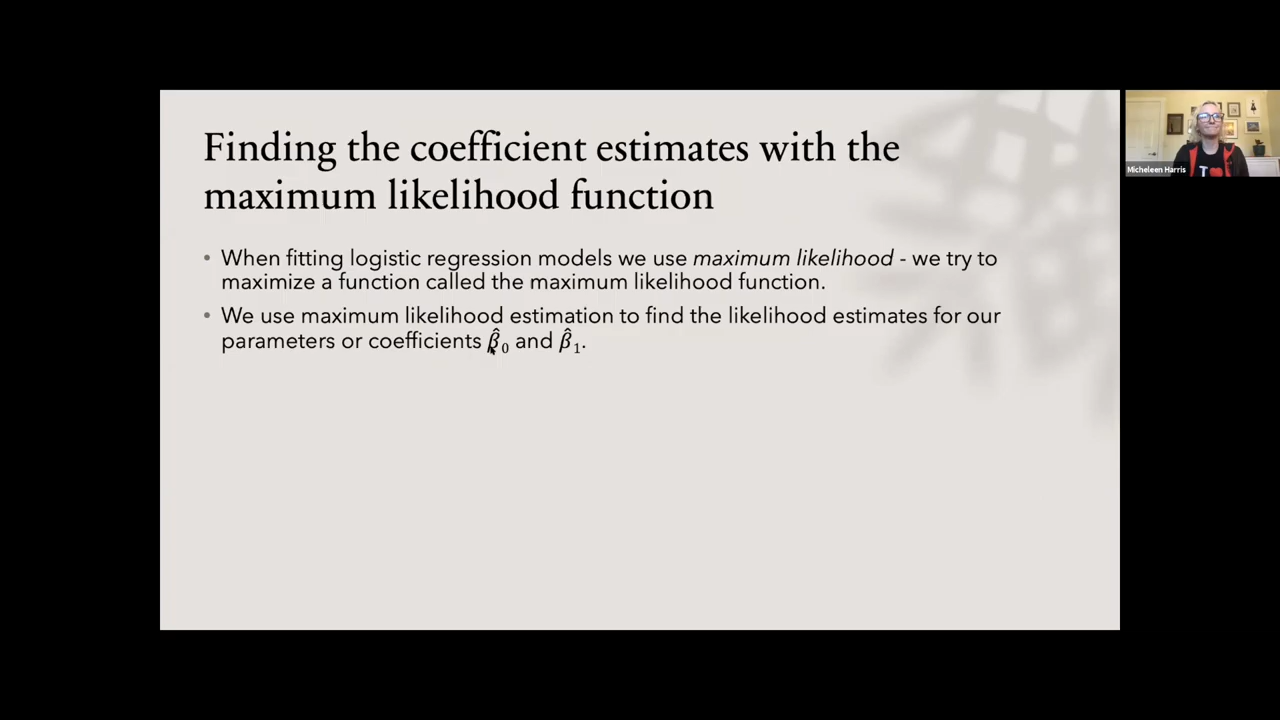 Finding the coefficient estimates with the
maximum likelihood function
• When fitting logistic regression models we use maximum likelihood - we try to
maximize a function called the maximum likelihood function.
• We use maximum likelihood estimation to find the likelihood estimates for our
parameters or coefficients β̂₀ and β̂₁.
Micheleen Harris